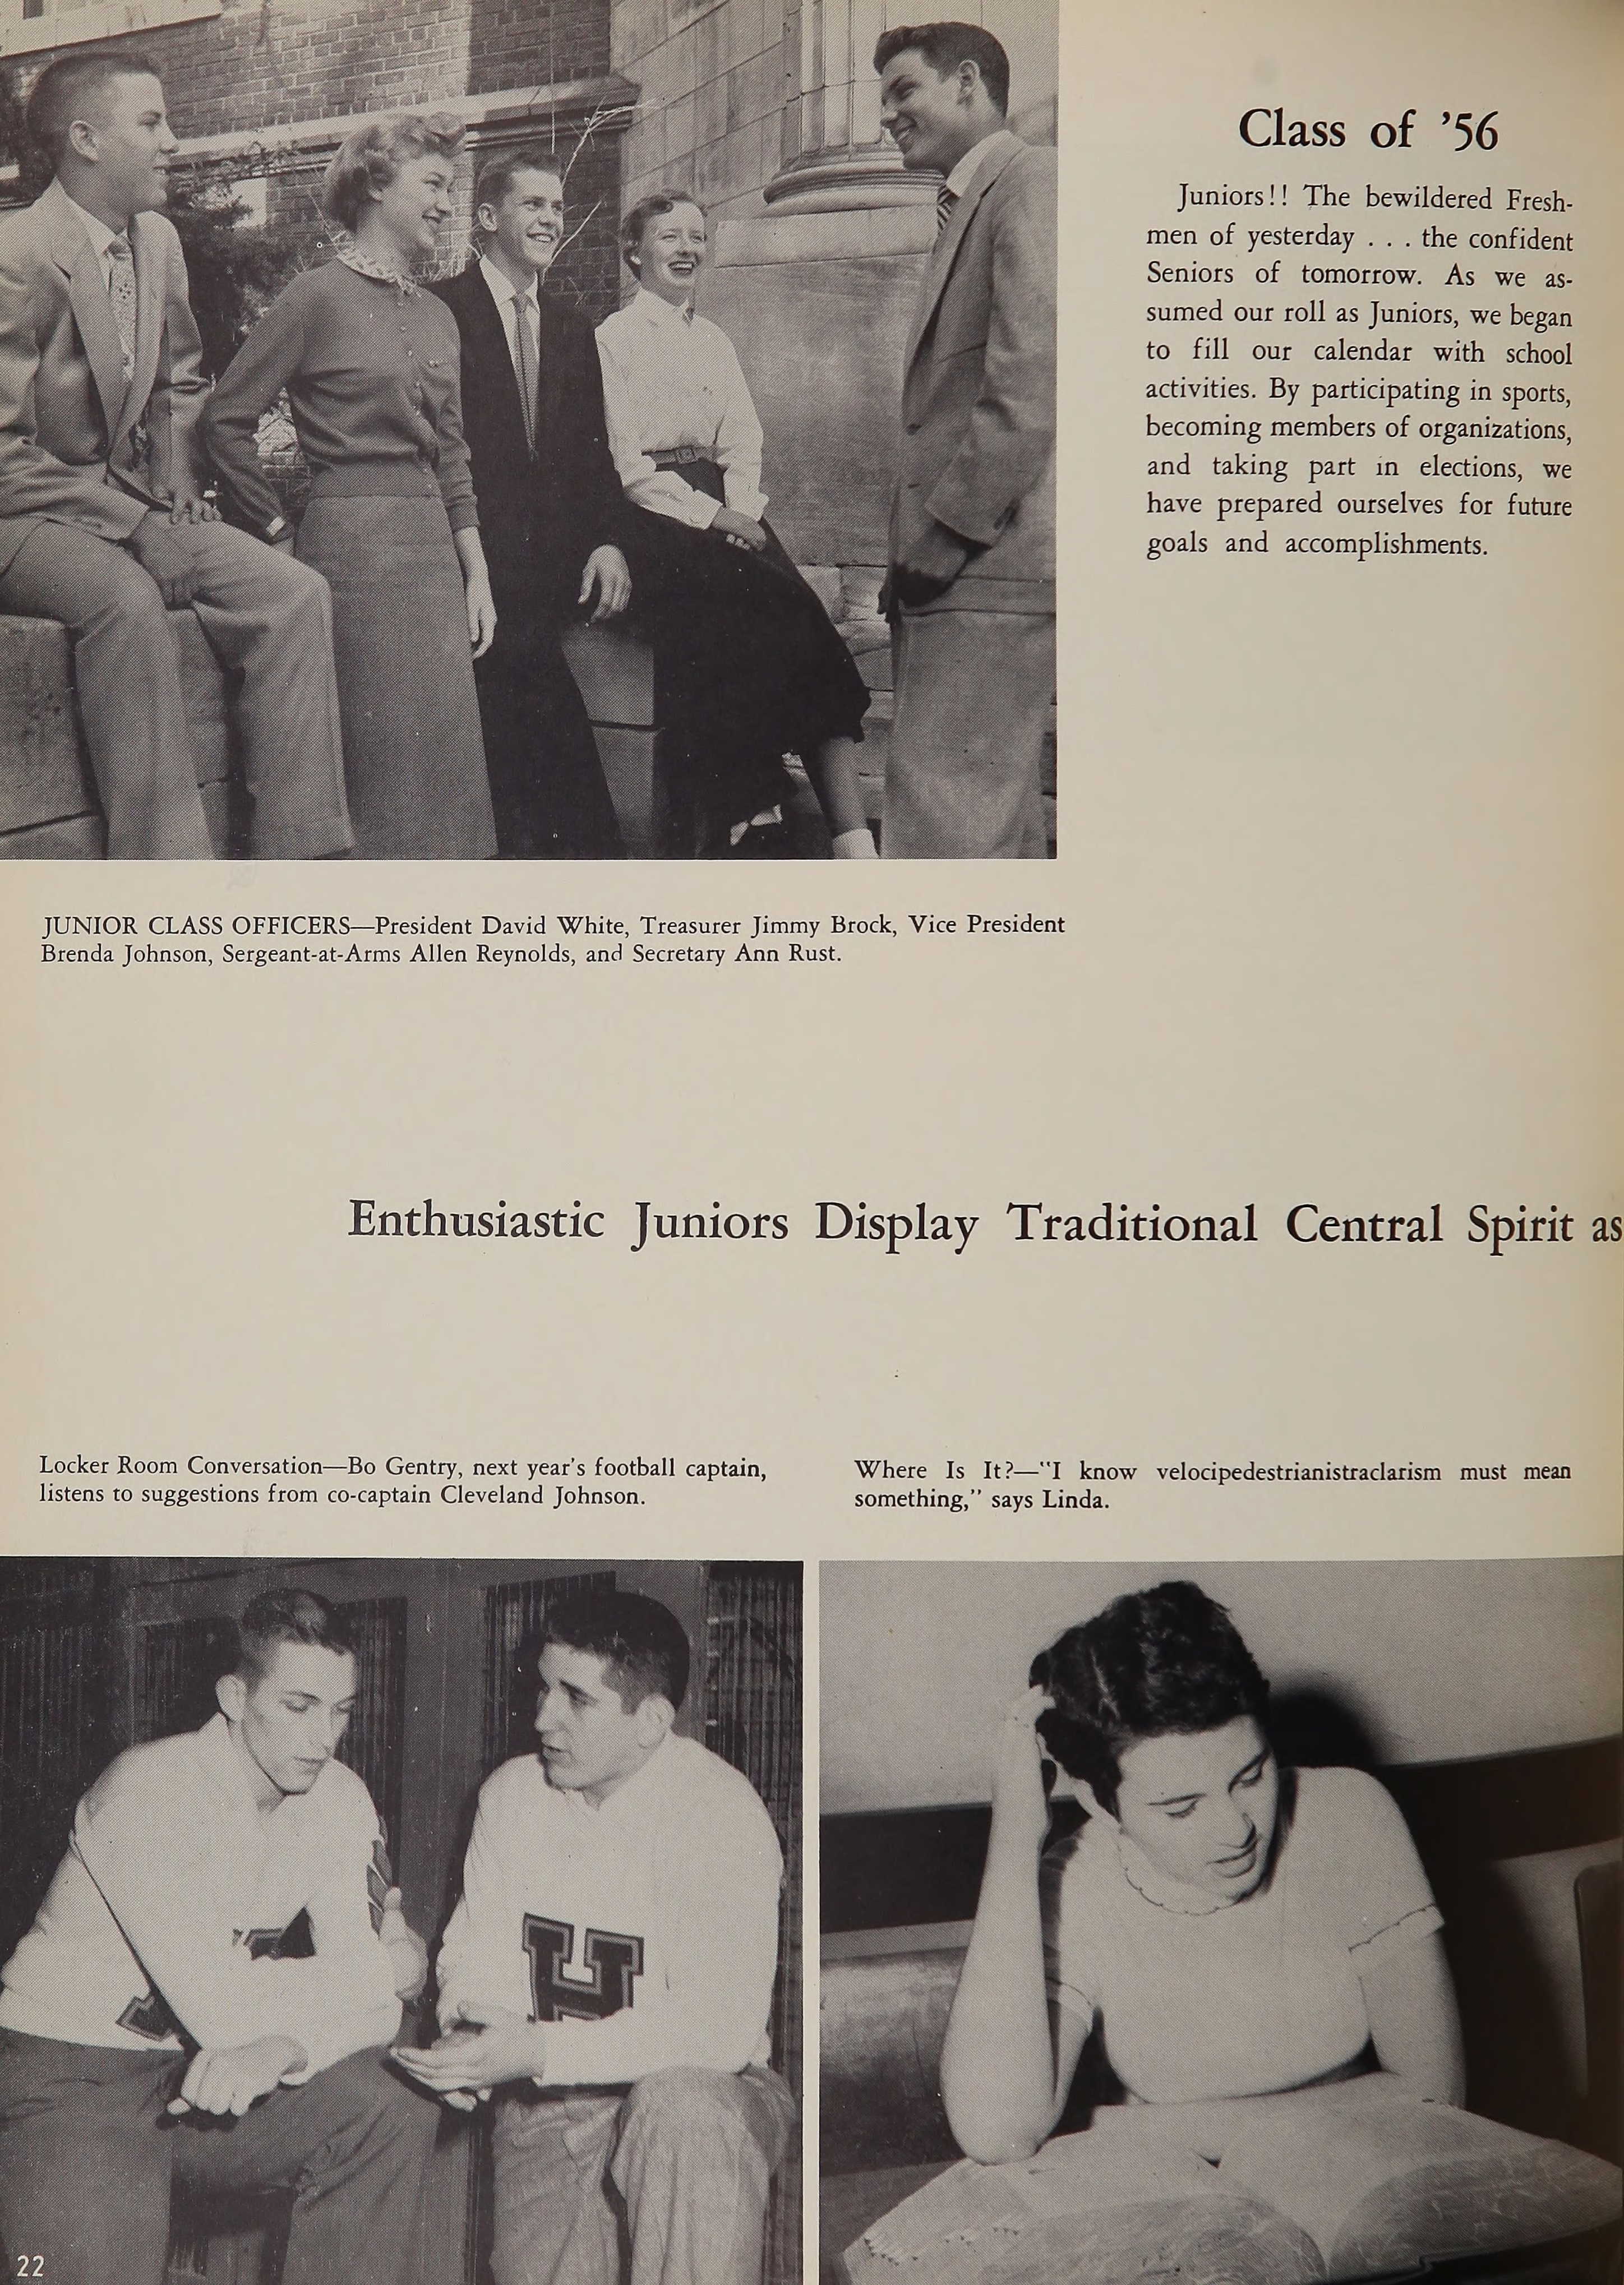 Class of ’56
Juniors!! The bewildered Fresh-
men of yesterday . . . the confident
Seniors of tomorrow. As we as-
sumed our roll as Juniors, we began
to fill our calendar with school
activities. By participating in sports,
becoming members of organizations,
and taking part in elections, we
have prepared ourselves for future
goals and accomplishments.
JUNIOR CLASS OFFICERS—President David White, Treasurer Jimmy Brock, Vice President
Brenda Johnson, Sergeant-at-Arms Allen Reynolds, and Secretary Ann Rust.
Enthusiastic Juniors Display Traditional Central Spirit as
Locker Room Conversation—Bo Gentry, next year's football captain,
listens to suggestions from co-captain Cleveland Johnson.
Where Is It?—"I know velocipedestrianistraclarism must mean
something," says Linda.
H
22